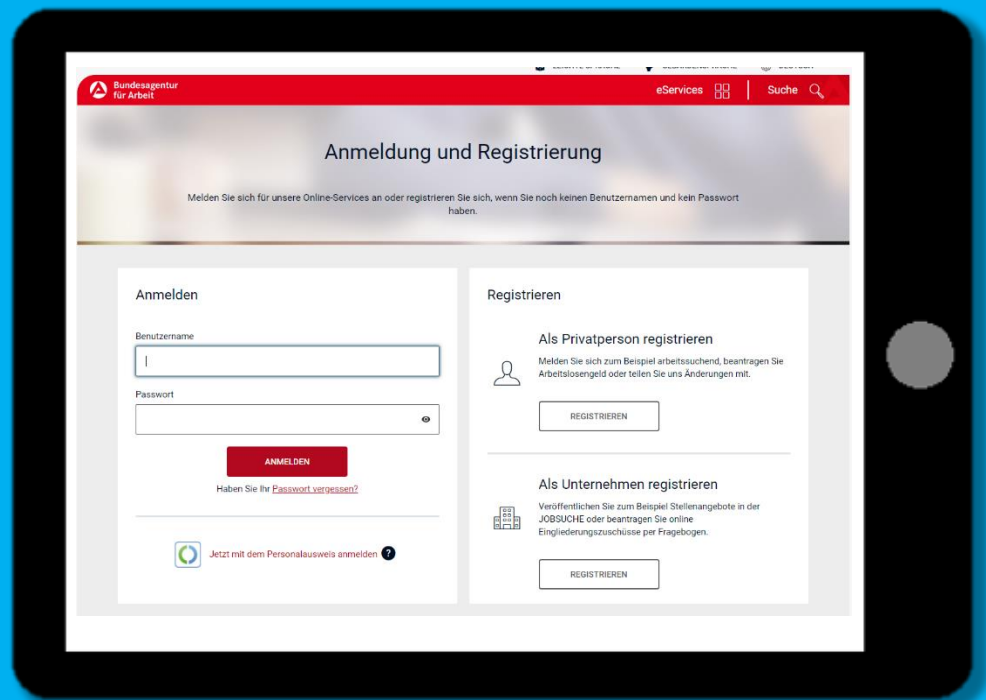 Bundesagentur
für Arbeit
eServices
Suche
Anmeldung und Registrierung
Melden Sie sich für unsere Online-Services an oder registrieren Sie sich, wenn Sie noch keinen Benutzernamen und kein Passwort
haben.
Anmelden
Benutzername
Passwort
ANMELDEN
Haben Sie Ihr Passwort vergessen?
Jetzt mit dem Personalausweis anmelden ?
Registrieren
Als Privatperson registrieren
Melden Sie sich zum Beispiel arbeitssuchend, beantragen Sie
Arbeitslosengeld oder teilen Sie uns Änderungen mit.
REGISTRIEREN
Als Unternehmen registrieren
Veröffentlichen Sie zum Beispiel Stellenangebote in der
JOBSUCHE oder beantragen Sie online
Eingliederungszuschüsse per Fragebogen.
REGISTRIEREN